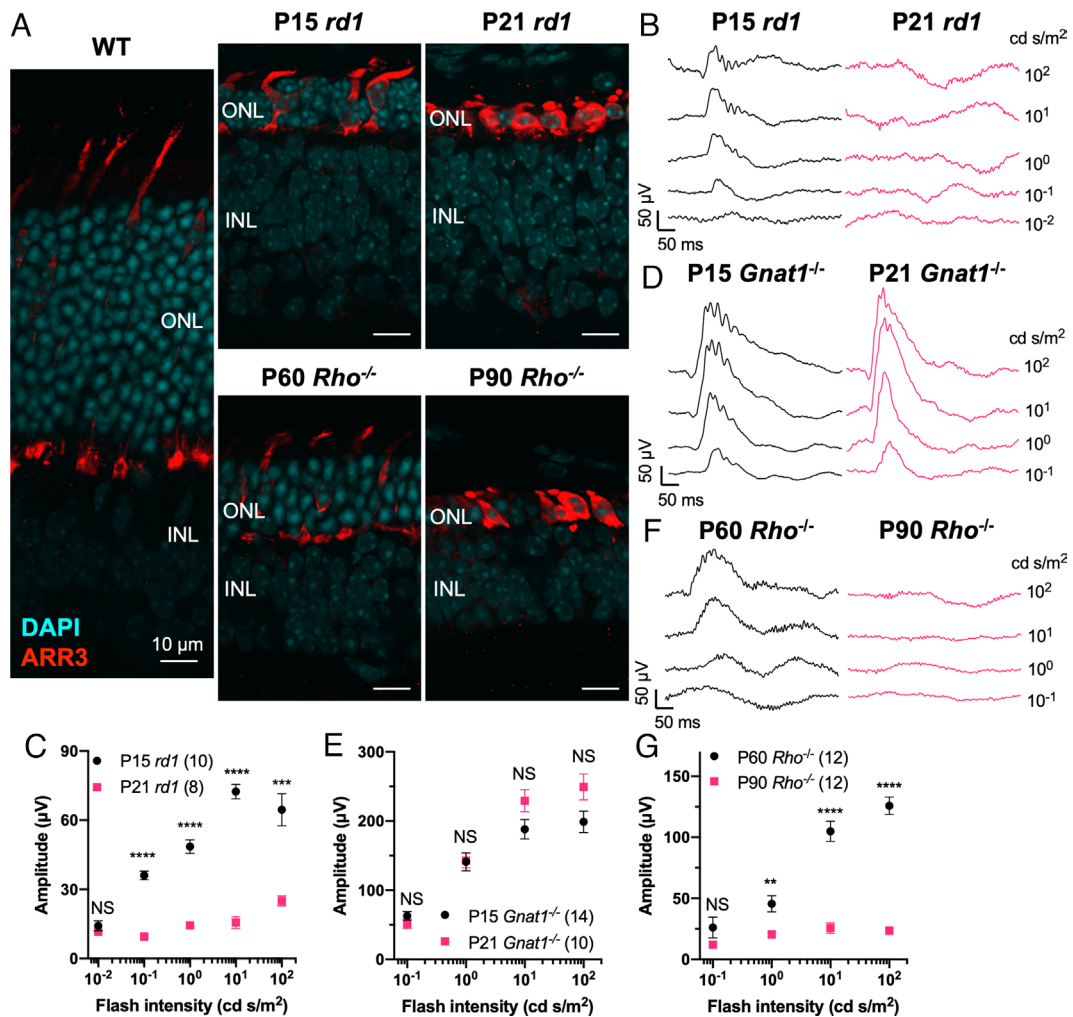 A
WT
ONL
INL
DAPI
ARR3
10 µm
P15 rd1
ONL
INL
P21 rd1
ONL
INL
P60 Rho-/-
ONL
INL
P90 Rho-/-
ONL
INL
B
P15 rd1
P21 rd1
cd s/m²
10²
10¹
10⁰
10⁻¹
10⁻²
50 µV
50 ms
D
P15 Gnat1-/-
P21 Gnat1-/-
cd s/m²
10²
10¹
10⁰
10⁻¹
50 µV
50 ms
F
P60 Rho-/-
P90 Rho-/-
cd s/m²
10²
10¹
10⁰
10⁻¹
50 µV
50 ms
C
P15 rd1 (10)
P21 rd1 (8)
Amplitude (µV)
90
60
30
0
NS
****
****
****
***
10⁻²
10⁻¹
10⁰
10¹
10²
Flash intensity (cd s/m²)
E
Amplitude (µV)
300
200
100
0
NS
NS
NS
NS
P15 Gnat1-/- (14)
P21 Gnat1-/- (10)
10⁻¹
10⁰
10¹
10²
Flash intensity (cd s/m²)
G
P60 Rho-/- (12)
P90 Rho-/- (12)
Amplitude (µV)
150
100
50
0
NS
**
****
****
10⁻¹
10⁰
10¹
10²
Flash intensity (cd s/m²)